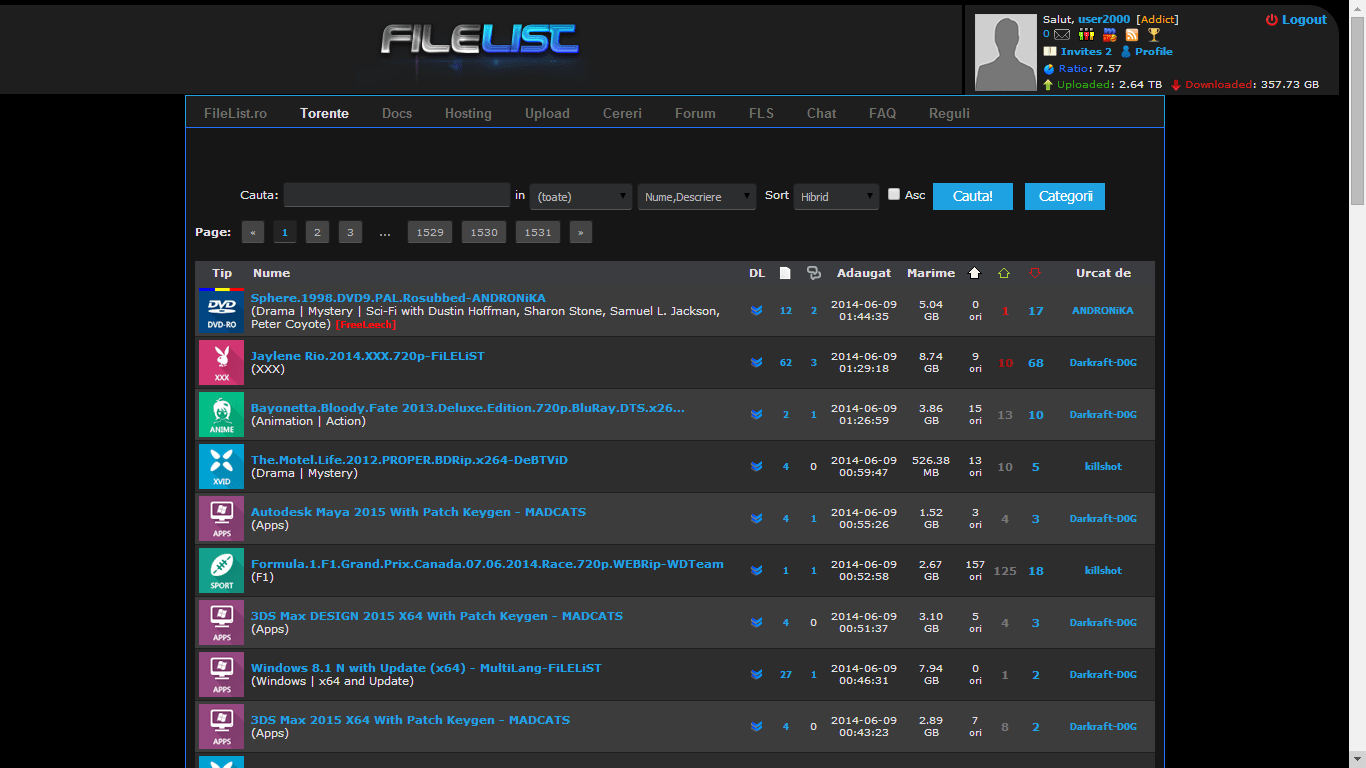 FILELIST
Salut, user2000 [Addict]
Logout
0
Invites 2 Profile
Ratio: 7.57
Uploaded: 2.64 TB Downloaded: 357.73 GB
FileList.ro Torente Docs Hosting Upload Cereri Forum FLS Chat FAQ Reguli
Cauta: in (toate) Nume,Descriere Sort Hibrid Asc Cauta! Categorii
Page: « 1 2 3 ... 1529 1530 1531 »
Tip Nume DL Adaugat Marime Urcat de
DVD DVD-RO
Sphere.1998.DVD9.PAL.Rosubbed-ANDRONiKA
(Drama | Mystery | Sci-Fi with Dustin Hoffman, Sharon Stone, Samuel L. Jackson,
Peter Coyote) [FreeLeech]
12 2 2014-06-09 01:44:35 5.04 GB 0 ori 1 17 ANDRONiKA
XXX
Jaylene Rio.2014.XXX.720p-FiLELiST
(XXX)
62 3 2014-06-09 01:29:18 8.74 GB 9 ori 10 68 Darkraft-D0G
ANIME
Bayonetta.Bloody.Fate 2013.Deluxe.Edition.720p.BluRay.DTS.x26...
(Animation | Action)
2 1 2014-06-09 01:26:59 3.86 GB 15 ori 13 10 Darkraft-D0G
XVID
The.Motel.Life.2012.PROPER.BDRip.x264-DeBTViD
(Drama | Mystery)
4 0 2014-06-09 00:59:47 526.38 MB 13 ori 10 5 killshot
APPS
Autodesk Maya 2015 With Patch Keygen - MADCATS
(Apps)
4 1 2014-06-09 00:55:26 1.52 GB 3 ori 4 3 Darkraft-D0G
SPORT
Formula.1.F1.Grand.Prix.Canada.07.06.2014.Race.720p.WEBRip-WDTeam
(F1)
1 1 2014-06-09 00:52:58 2.67 GB 157 ori 125 18 killshot
APPS
3DS Max DESIGN 2015 X64 With Patch Keygen - MADCATS
(Apps)
4 0 2014-06-09 00:51:37 3.10 GB 5 ori 4 3 Darkraft-D0G
APPS
Windows 8.1 N with Update (x64) - MultiLang-FiLELiST
(Windows | x64 and Update)
27 1 2014-06-09 00:46:31 7.94 GB 0 ori 1 2 Darkraft-D0G
APPS
3DS Max 2015 X64 With Patch Keygen - MADCATS
(Apps)
4 0 2014-06-09 00:43:23 2.89 GB 7 ori 8 2 Darkraft-D0G